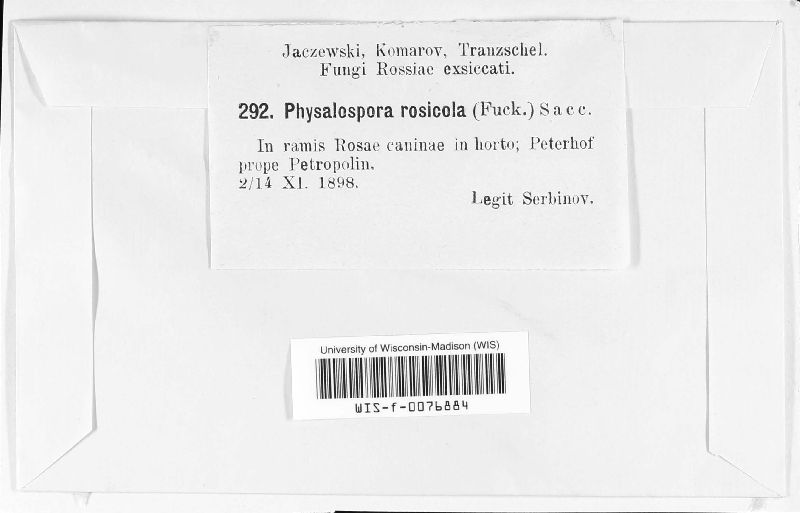 Jaczewski, Komarov, Tranzschel.
Fungi Rossiae exsiccati.
292. Physalospora rosicola (Fuck.) Sacc.
In ramis Rosae caninae in horto; Peterhof
prope Petropolin.
2/14 XI. 1898.
Legit Serbinov.
University of Wisconsin-Madison (WIS)
WIS-f-0076884